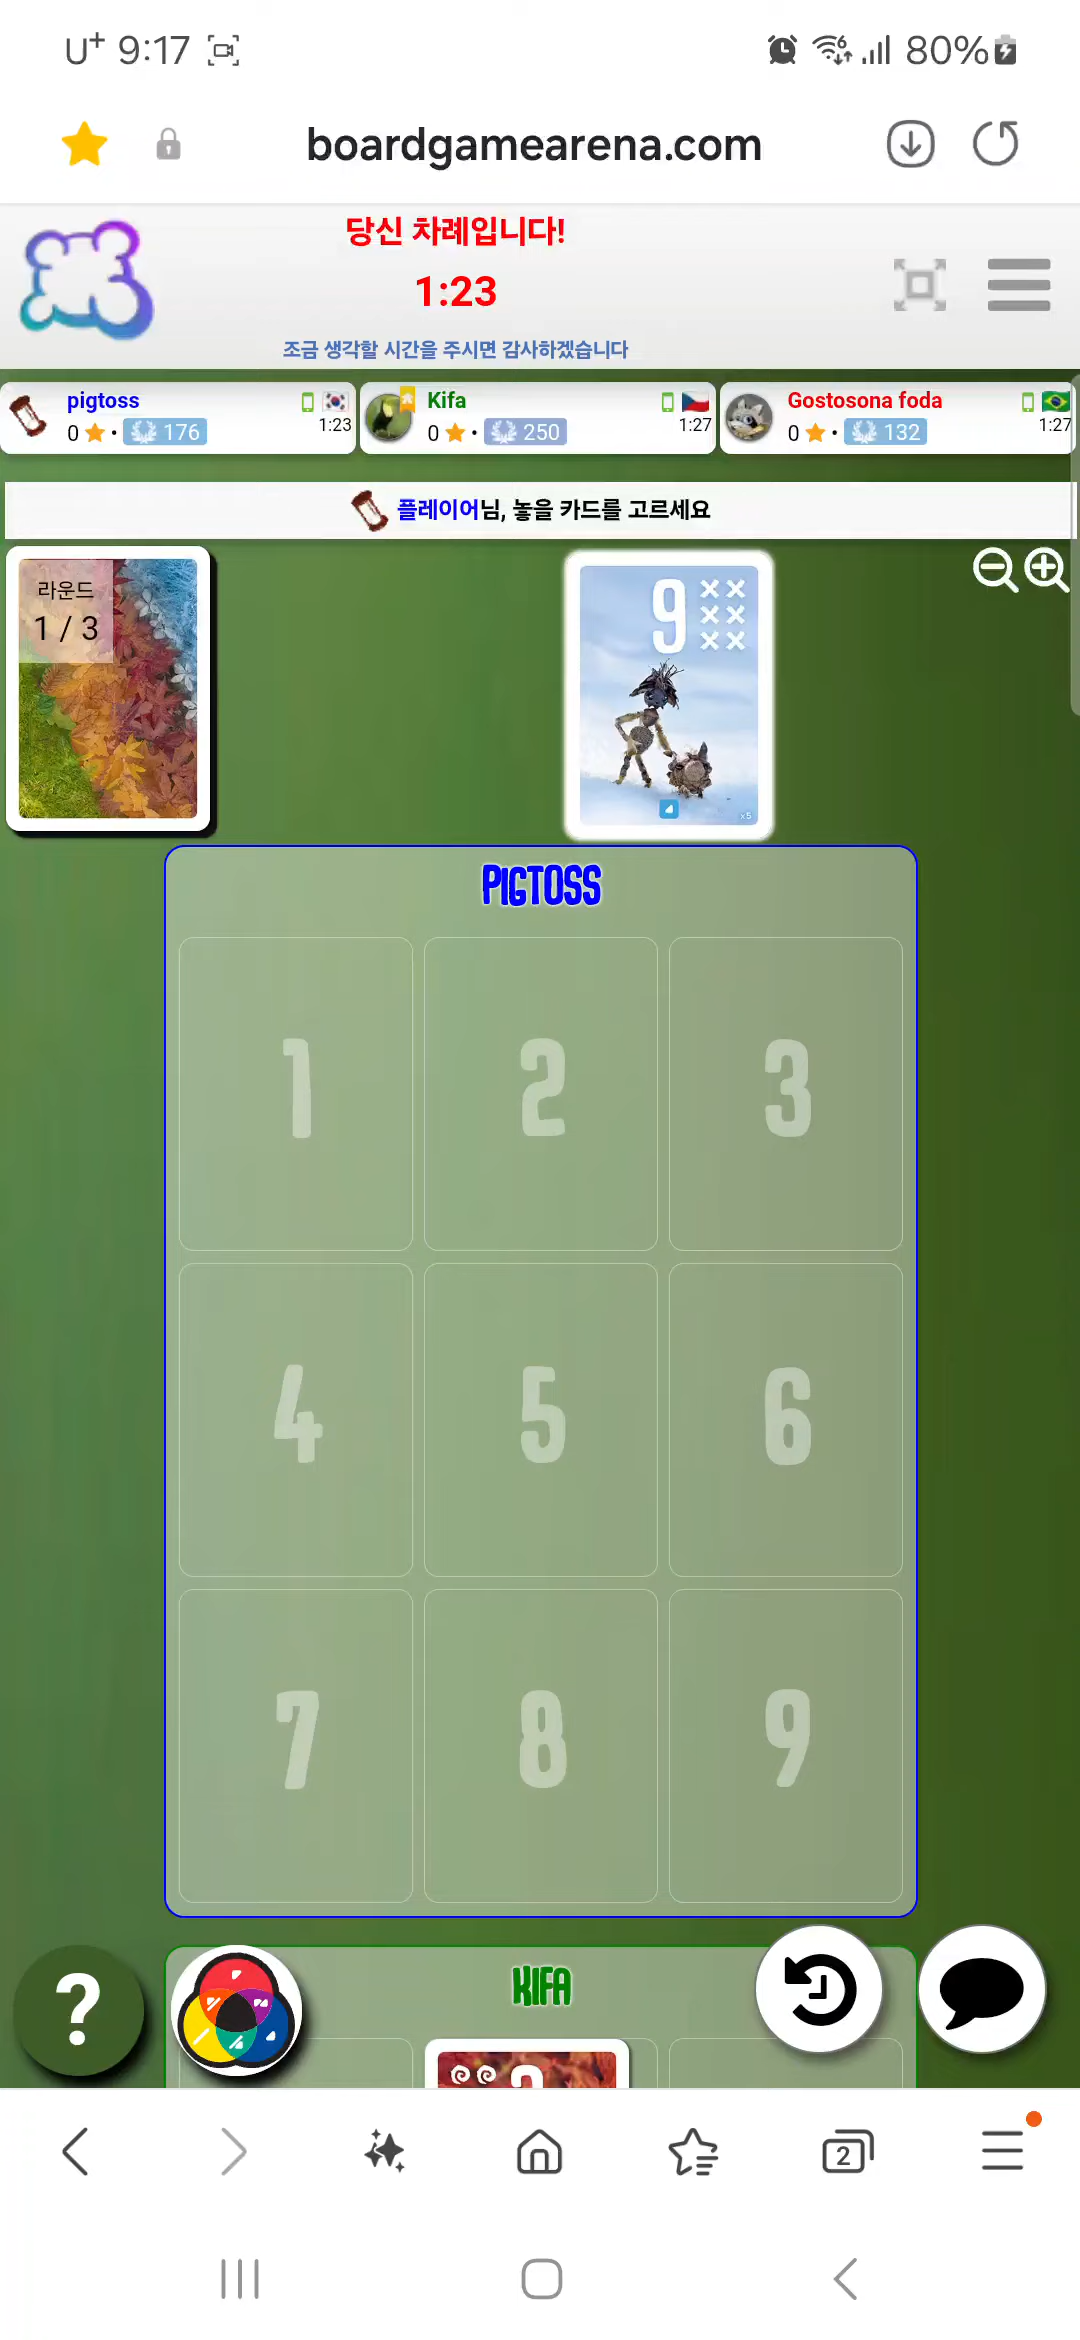 U+ 9:17
80%
boardgamearena.com
당신 차례입니다!
1:23
조금 생각할 시간을 주시면 감사하겠습니다
pigtoss
0 • 176
1:23
Kifa
0 • 250
1:27
Gostosona foda
0 • 132
1:27
플레이어님, 놓을 카드를 고르세요
라운드
1 / 3
9
x5
PIGTOSS
1 2 3
4 5 6
7 8 9
KIFA
?
2